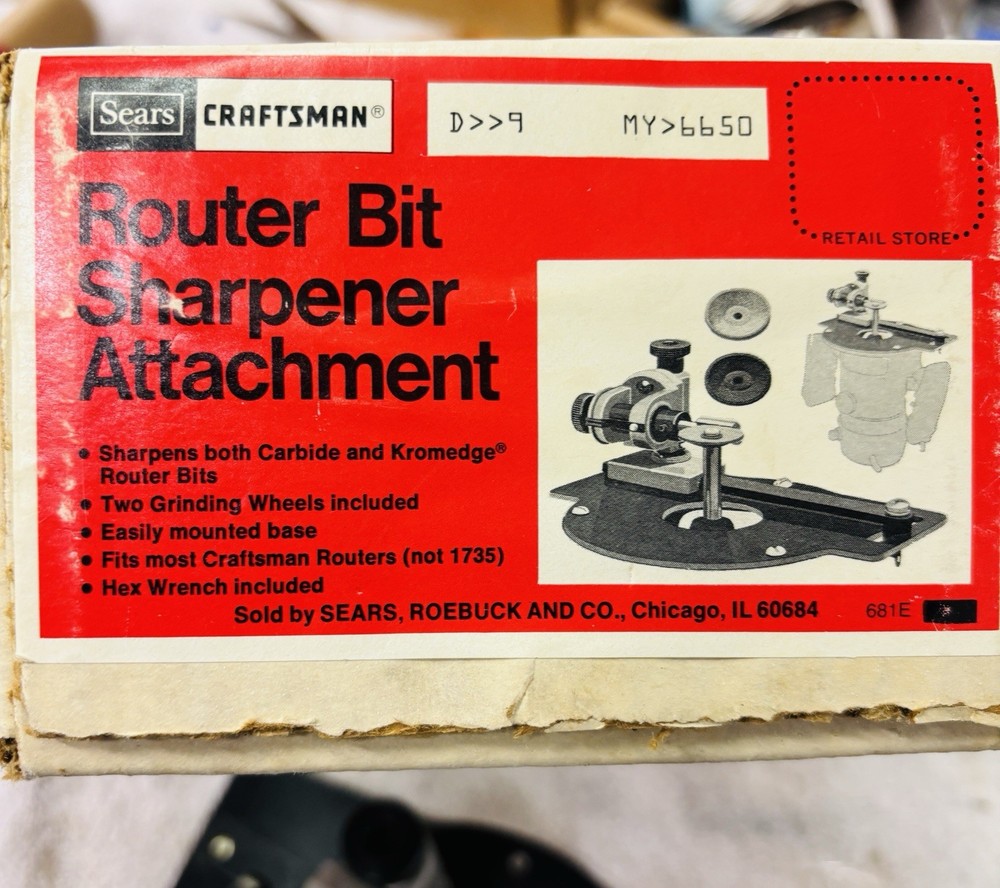 Sears CRAFTSMAN®
D>>9 MY>6650
RETAIL STORE
Router Bit
Sharpener
Attachment
• Sharpens both Carbide and Kromedge®
Router Bits
• Two Grinding Wheels included
• Easily mounted base
• Fits most Craftsman Routers (not 1735)
• Hex Wrench included
Sold by SEARS, ROEBUCK AND CO., Chicago, IL 60684 681E